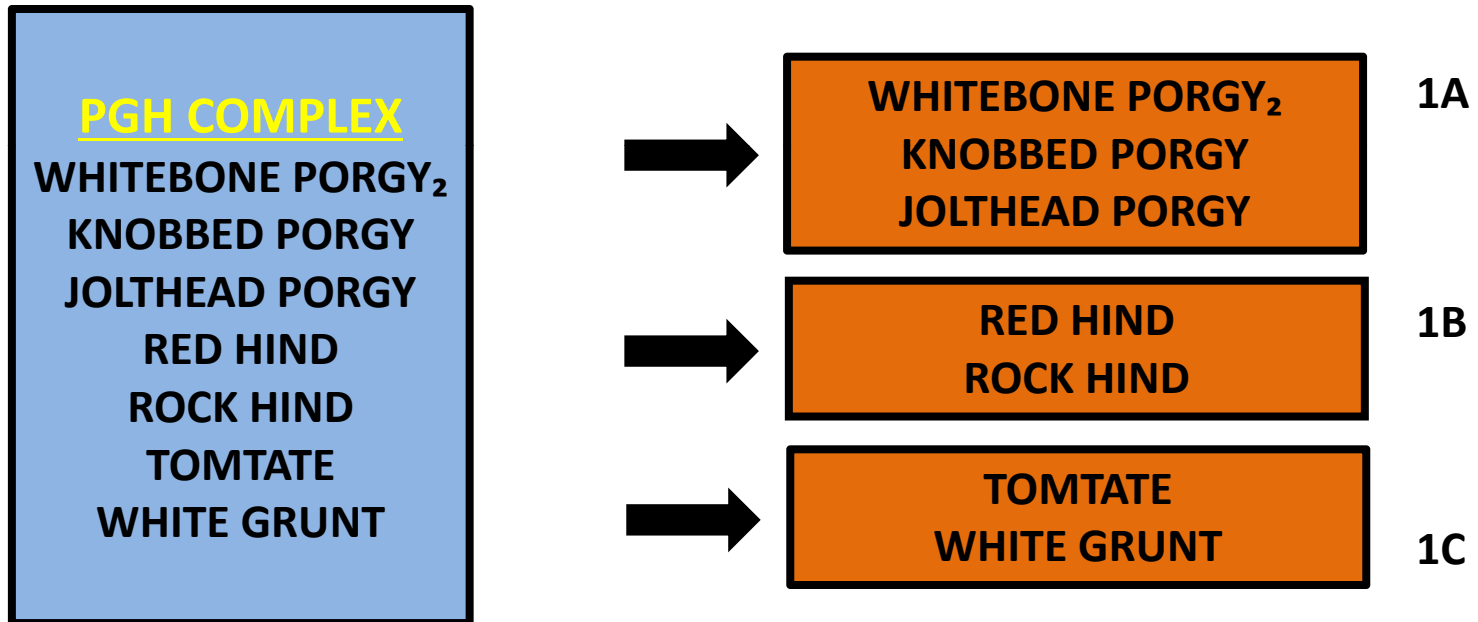 PGH COMPLEX
WHITEBONE PORGY₂
KNOBBED PORGY
JOLTHEAD PORGY
RED HIND
ROCK HIND
TOMTATE
WHITE GRUNT
WHITEBONE PORGY₂
KNOBBED PORGY
JOLTHEAD PORGY
1A
RED HIND
ROCK HIND
1B
TOMTATE
WHITE GRUNT
1C